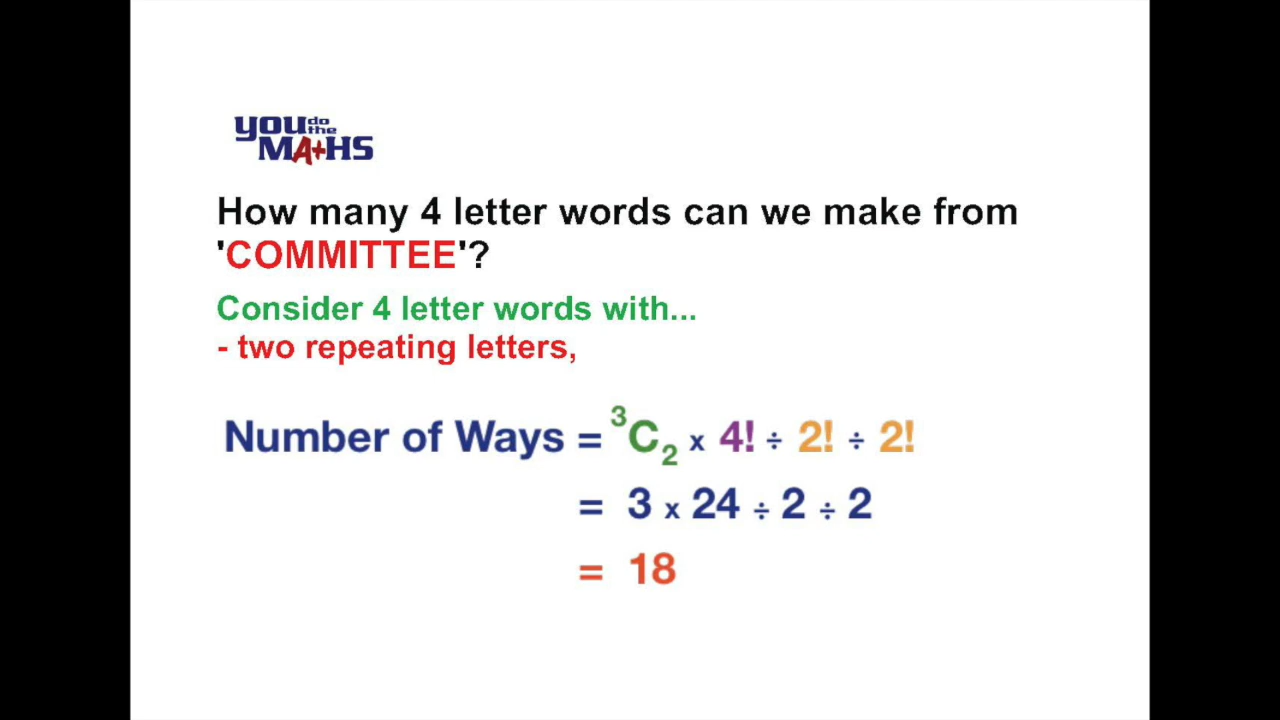 you do the MA+HS
How many 4 letter words can we make from
'COMMITTEE'?
Consider 4 letter words with...
- two repeating letters,
Number of Ways = ³C₂ x 4! ÷ 2! ÷ 2!
= 3 x 24 ÷ 2 ÷ 2
= 18